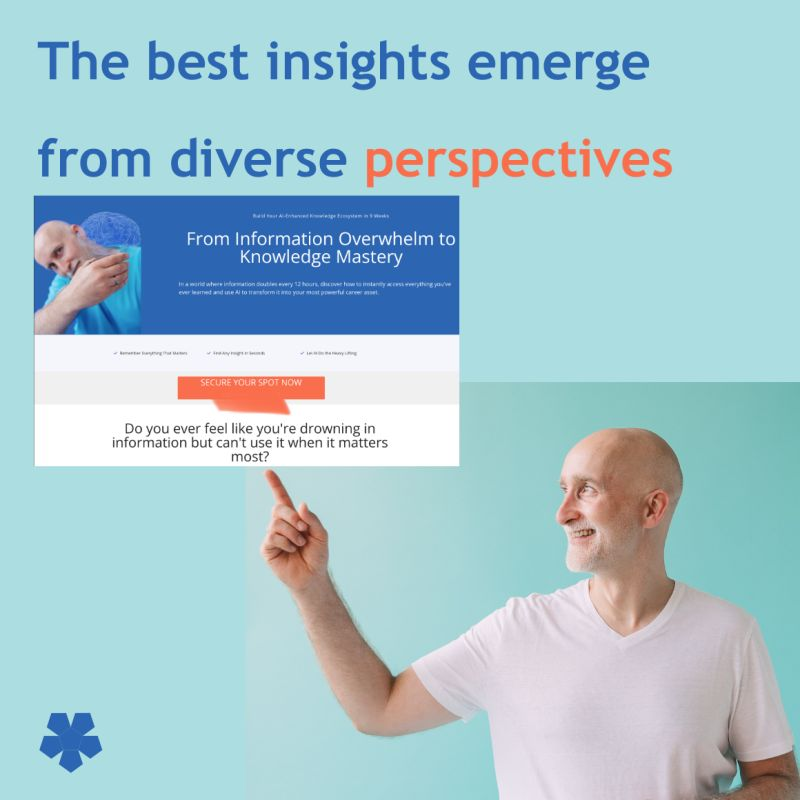 The best insights emerge
from diverse perspectives
Build Your AI-Enhanced Knowledge Ecosystem in 9 Weeks
From Information Overwhelm to
Knowledge Mastery
In a world where information doubles every 12 hours, discover how to instantly access everything you've
ever learned and use AI to transform it into your most powerful career asset.
Remember Everything That Matters
Find Any Insight in Seconds
Let AI Do the Heavy Lifting
SECURE YOUR SPOT NOW
Do you ever feel like you're drowning in
information but can't use it when it matters
most?